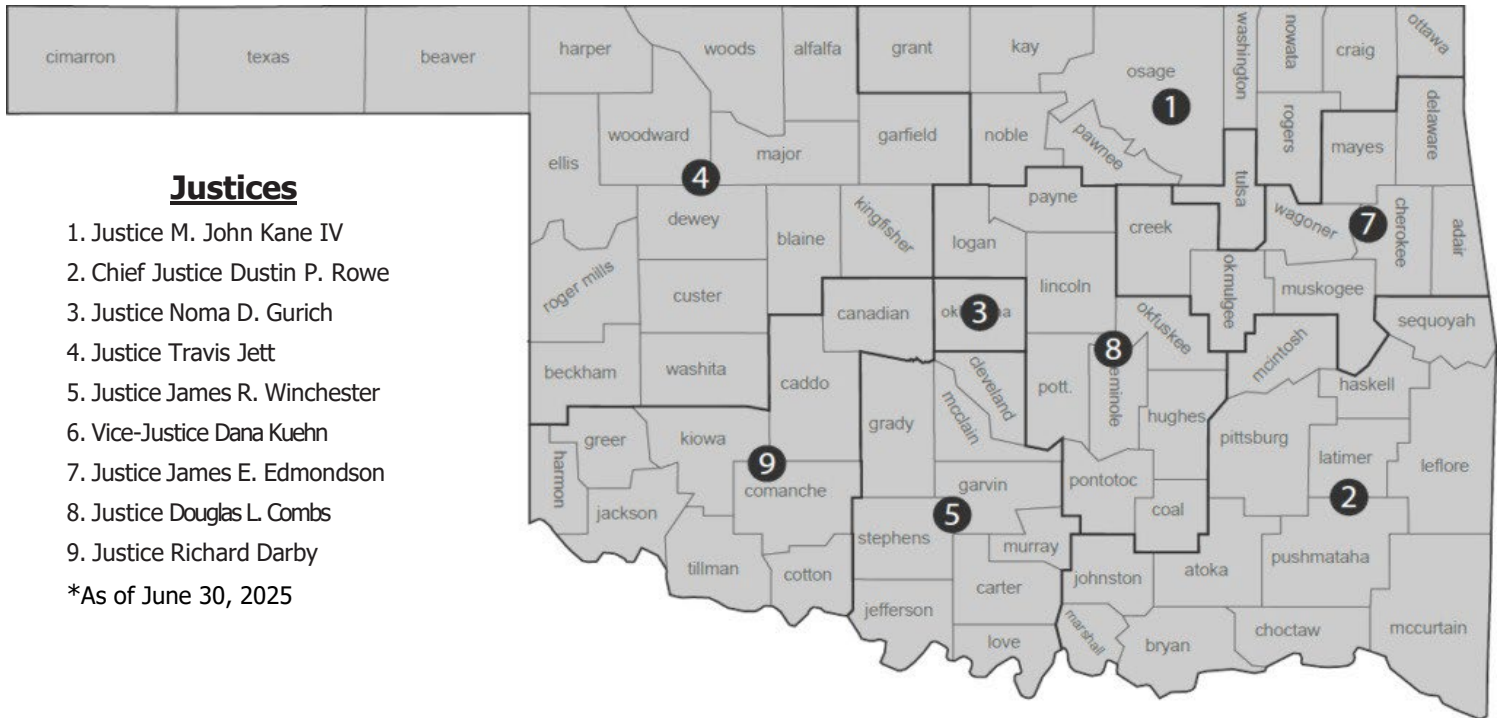 cimarron
texas
beaver
harper
woods
alfalfa
grant
kay
osage
washington
nowata
craig
ottawa
1
ellis
woodward
4
major
garfield
noble
pawnee
rogers
mayes
delaware
tulsa
Justices
1. Justice M. John Kane IV
2. Chief Justice Dustin P. Rowe
3. Justice Noma D. Gurich
4. Justice Travis Jett
5. Justice James R. Winchester
6. Vice-Justice Dana Kuehn
7. Justice James E. Edmondson
8. Justice Douglas L. Combs
9. Justice Richard Darby
*As of June 30, 2025
dewey
blaine
kingfisher
logan
payne
creek
wagoner
7
cherokee
adair
roger mills
custer
canadian
3
lincoln
okmulgee
muskogee
sequoyah
beckham
washita
caddo
cleveland
mcclain
pott.
8
okfuskee
mcintosh
haskell
greer
kiowa
grady
hughes
pittsburg
latimer
leflore
harmon
9
comanche
garvin
pontotoc
2
jackson
5
stephens
murray
coal
pushmataha
tillman
cotton
johnston
atoka
jefferson
carter
love
marshall
bryan
choctaw
mccurtain